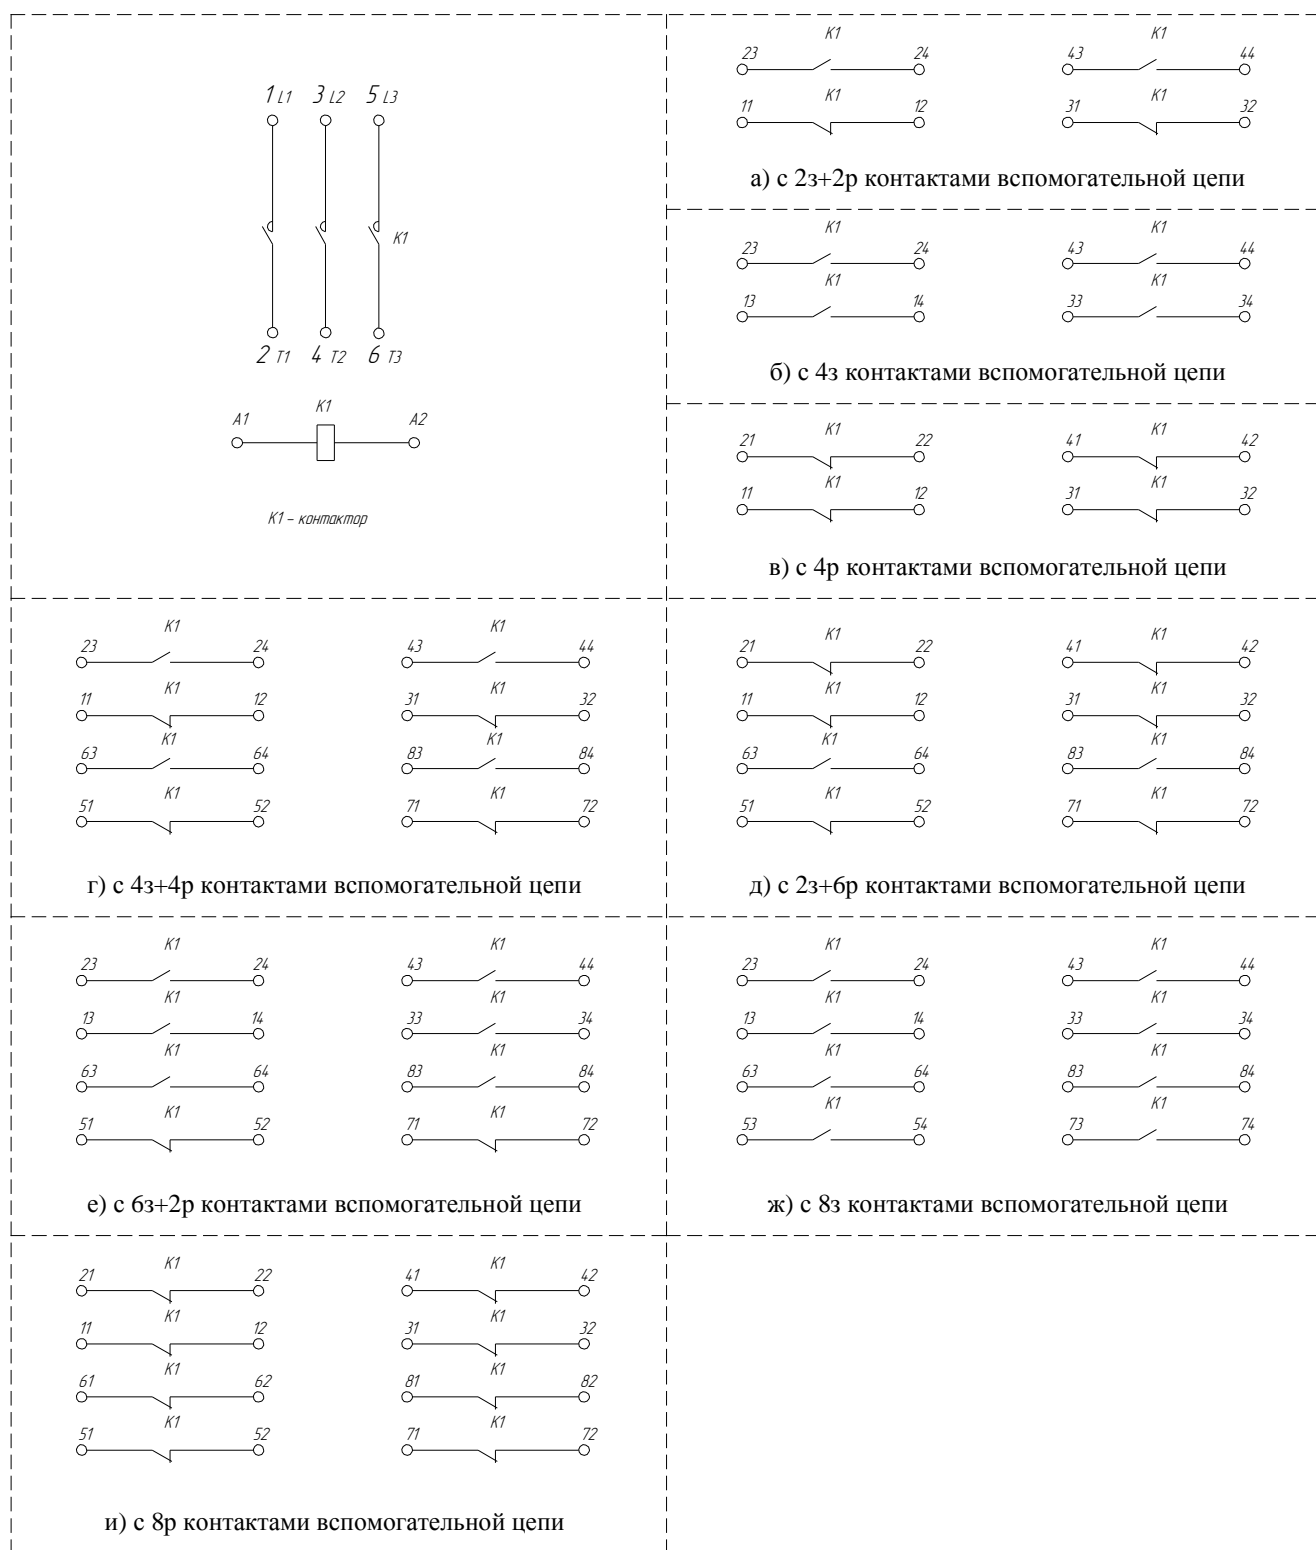 1 L1 3 L2 5 L3
K1
2 T1 4 T2 6 T3
K1
A1 A2
K1 – контактор
K1 K1
23 24 43 44
K1 K1
11 12 31 32
а) с 2з+2р контактами вспомогательной цепи
K1 K1
23 24 43 44
K1 K1
13 14 33 34
б) с 4з контактами вспомогательной цепи
K1 K1
21 22 41 42
K1 K1
11 12 31 32
в) с 4р контактами вспомогательной цепи
K1 K1
23 24 43 44
K1 K1
11 12 31 32
K1 K1
63 64 83 84
K1 K1
51 52 71 72
г) с 4з+4р контактами вспомогательной цепи
K1 K1
21 22 41 42
K1 K1
11 12 31 32
K1 K1
63 64 83 84
K1 K1
51 52 71 72
д) с 2з+6р контактами вспомогательной цепи
K1 K1
23 24 43 44
K1 K1
13 14 33 34
K1 K1
63 64 83 84
K1 K1
51 52 71 72
е) с 6з+2р контактами вспомогательной цепи
K1 K1
23 24 43 44
K1 K1
13 14 33 34
K1 K1
63 64 83 84
K1 K1
53 54 73 74
ж) с 8з контактами вспомогательной цепи
K1 K1
21 22 41 42
K1 K1
11 12 31 32
K1 K1
61 62 81 82
K1 K1
51 52 71 72
и) с 8р контактами вспомогательной цепи